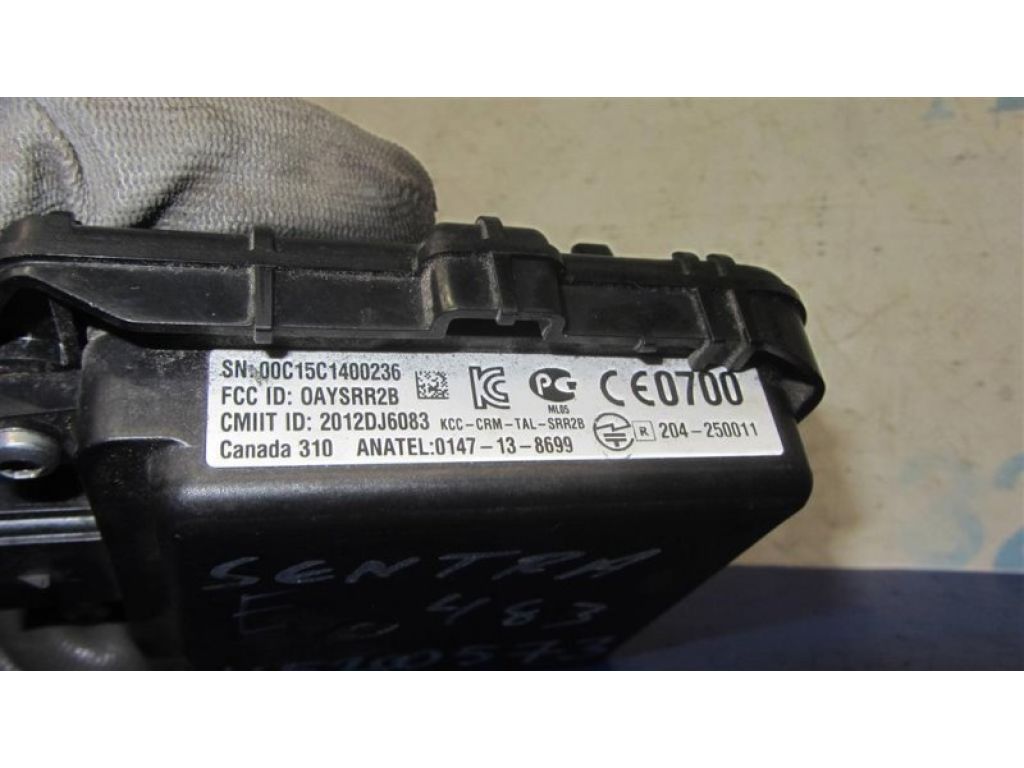 SN: 00C15C1400236
FCC ID: OAYSRR2B
CMIIT ID: 2012DJ6083 KCC-CRM-TAL-SRR2B
Canada 310 ANATEL:0147-13-8699
ML05
CE0700
R 204-250011
SENTRA
E 483